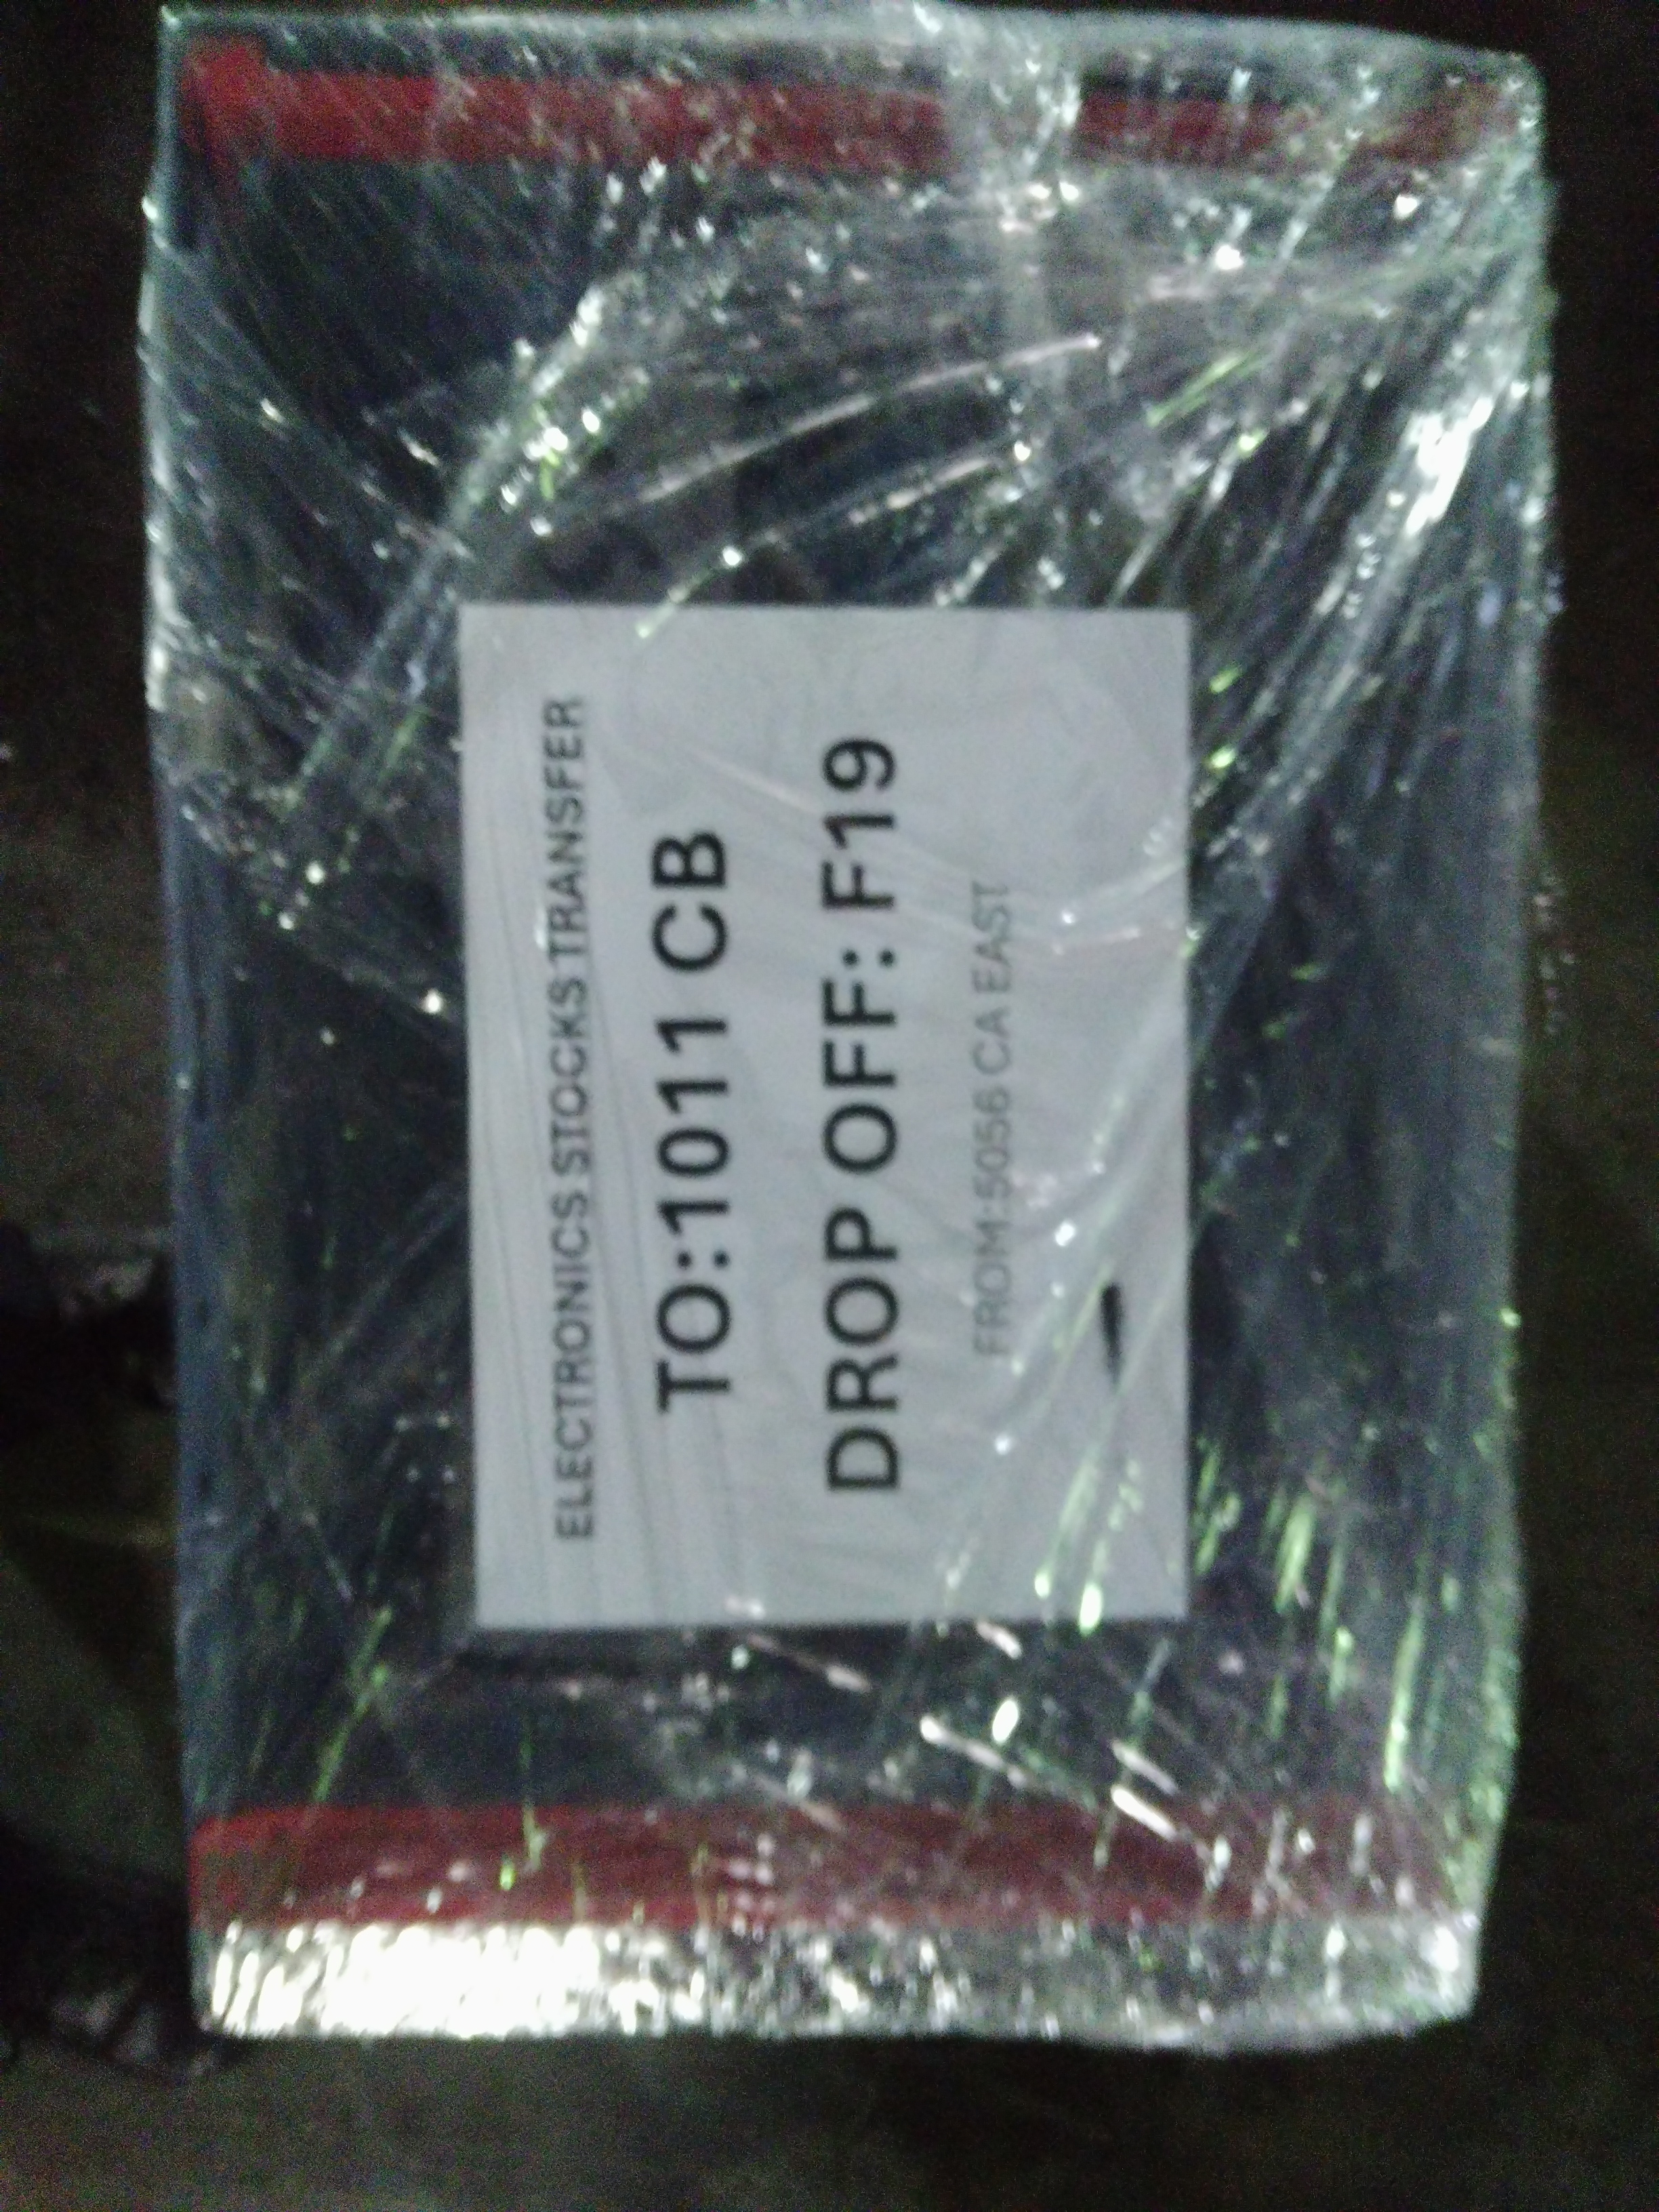 ELECTRONICS STOCKS TRANSFER
TO:1011 CB
DROP OFF: F19
FROM:5056 CA EAST